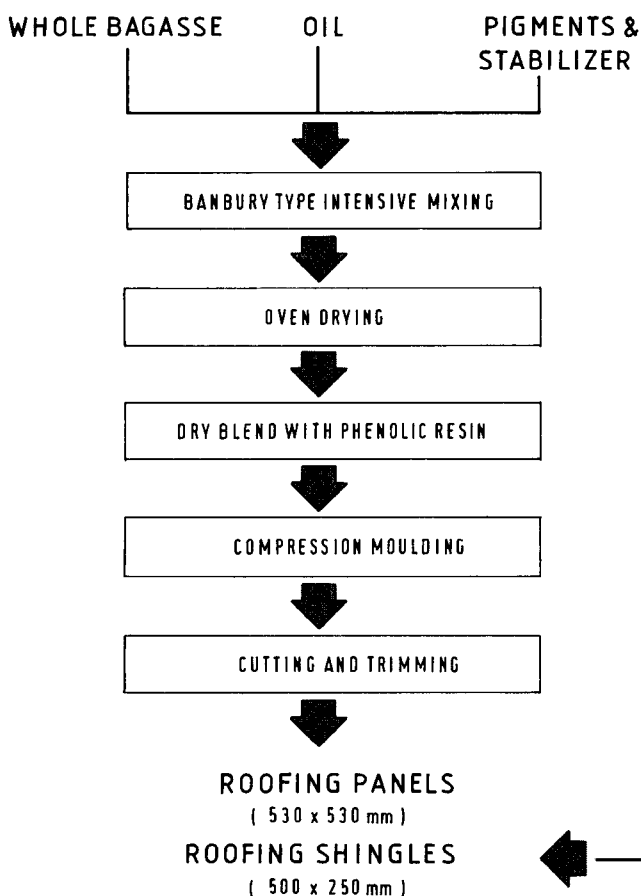 WHOLE BAGASSE
OIL
PIGMENTS &
STABILIZER
BANBURY TYPE INTENSIVE MIXING
OVEN DRYING
DRY BLEND WITH PHENOLIC RESIN
COMPRESSION MOULDING
CUTTING AND TRIMMING
ROOFING PANELS
( 530 x 530 mm )
ROOFING SHINGLES
( 500 x 250 mm )